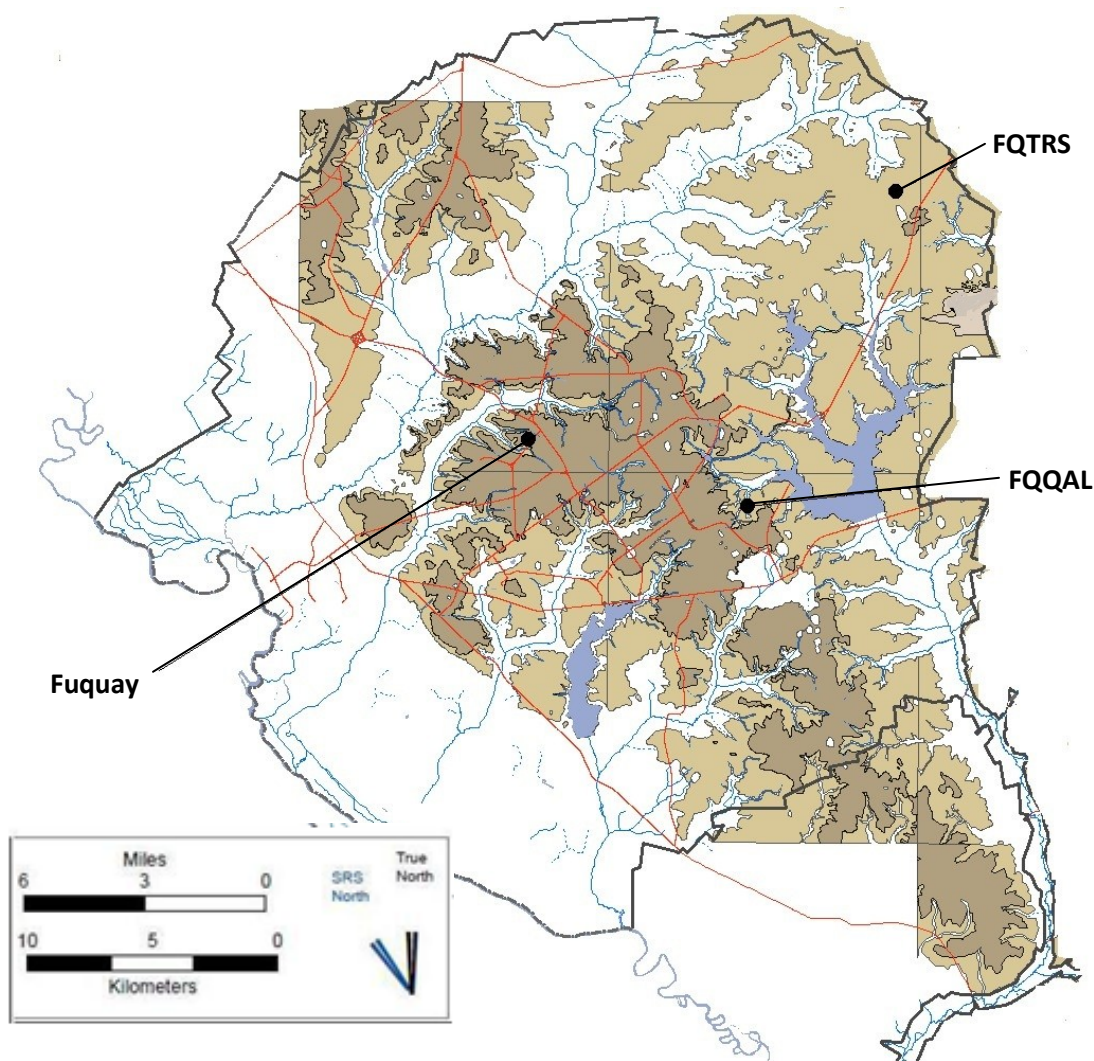 FQTRS
FQQAL
Fuquay
Miles
6 3 0
10 5 0
Kilometers
SRS
North
True
North